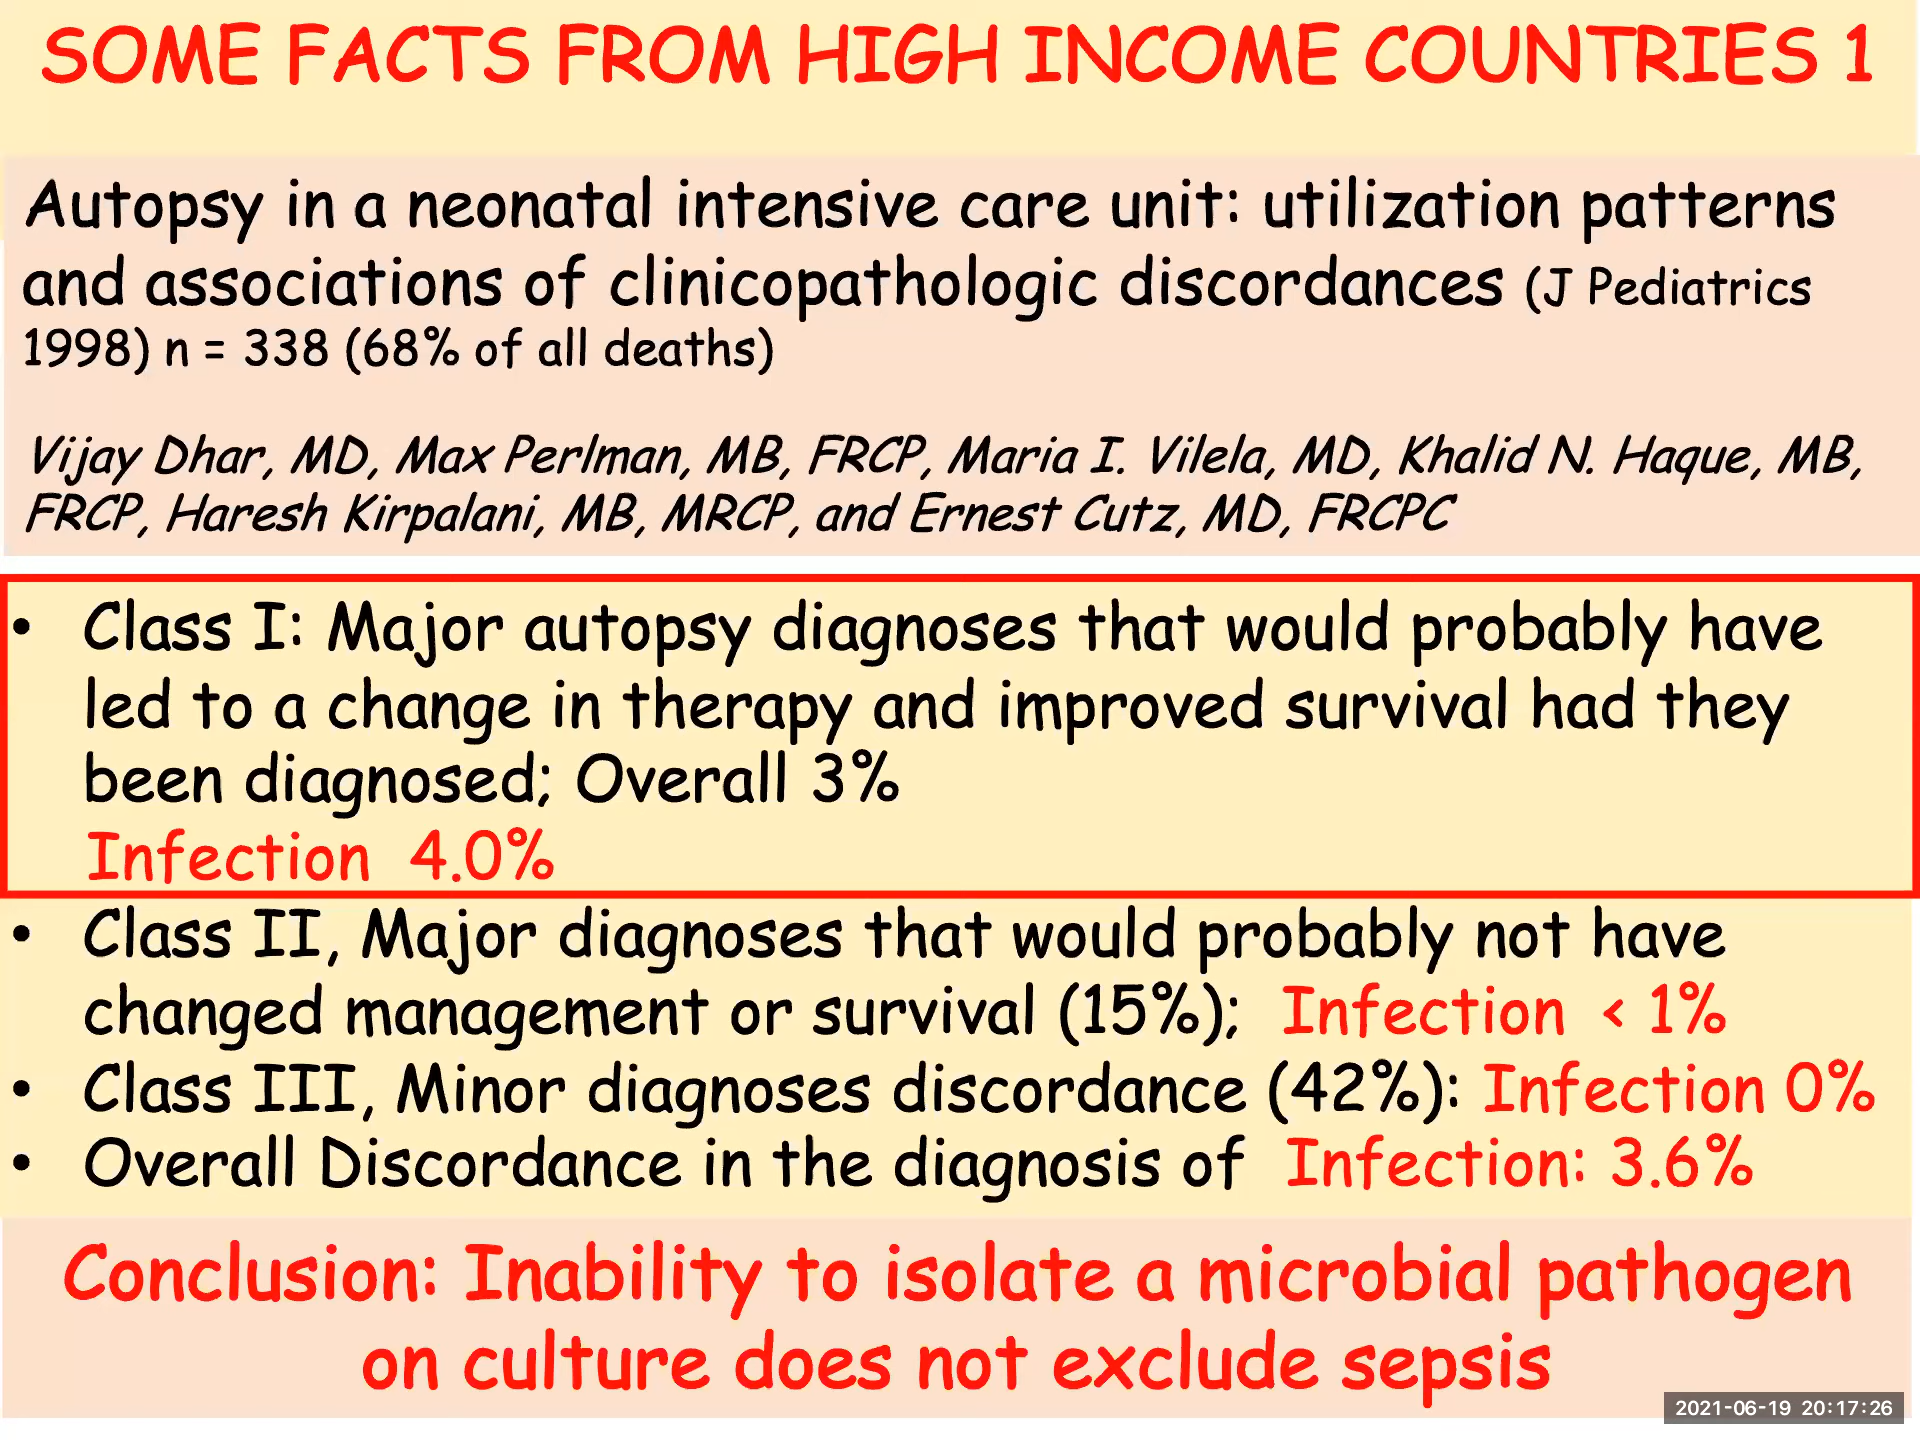 SOME FACTS FROM HIGH INCOME COUNTRIES 1
Autopsy in a neonatal intensive care unit: utilization patterns
and associations of clinicopathologic discordances (J Pediatrics
1998) n = 338 (68% of all deaths)
Vijay Dhar, MD, Max Perlman, MB, FRCP, Maria I. Vilela, MD, Khalid N. Haque, MB,
FRCP, Haresh Kirpalani, MB, MRCP, and Ernest Cutz, MD, FRCPC
• Class I: Major autopsy diagnoses that would probably have
led to a change in therapy and improved survival had they
been diagnosed; Overall 3%
Infection 4.0%
• Class II, Major diagnoses that would probably not have
changed management or survival (15%); Infection < 1%
• Class III, Minor diagnoses discordance (42%): Infection 0%
• Overall Discordance in the diagnosis of Infection: 3.6%
Conclusion: Inability to isolate a microbial pathogen
on culture does not exclude sepsis
2021-06-19 20:17:26